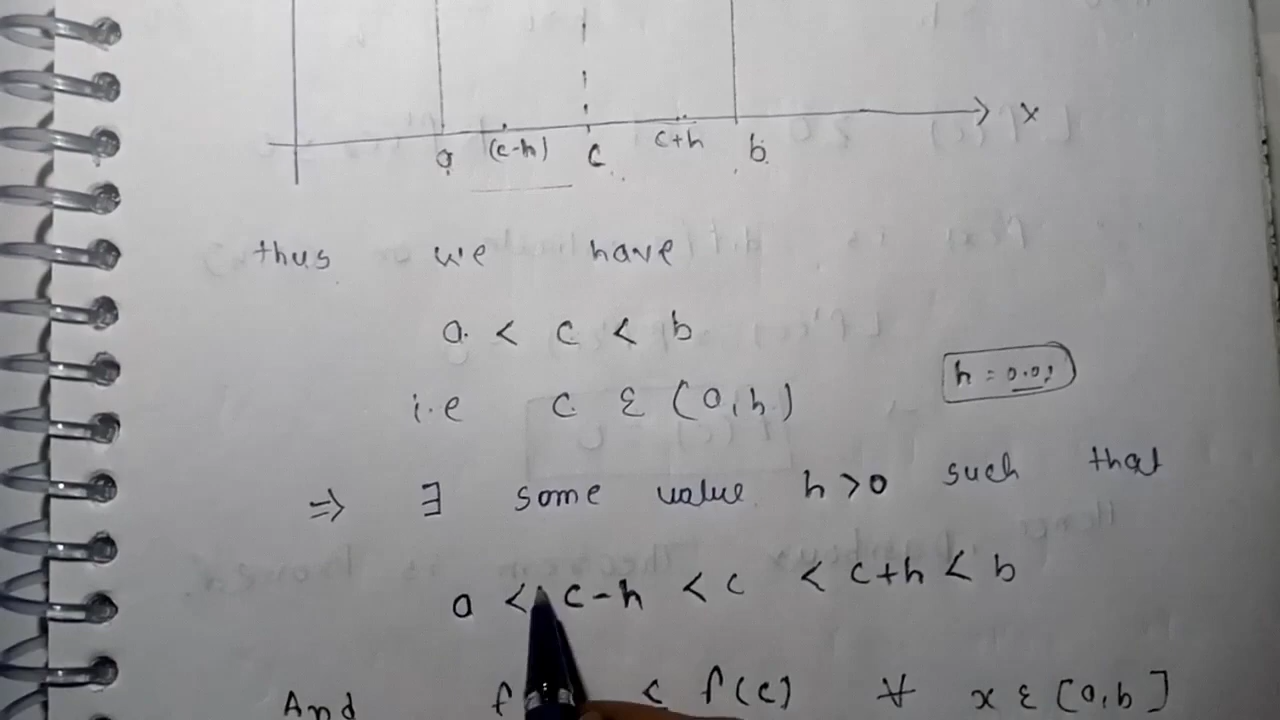 x
a (c-h) c c+h b
thus we have
a < c < b
h = 0.01
i.e c ε (a,b)
⇒ ∃ some value h>0 such that
a < c-h < c < c+h < b
And f < f(c) ∀ x ε [a,b]